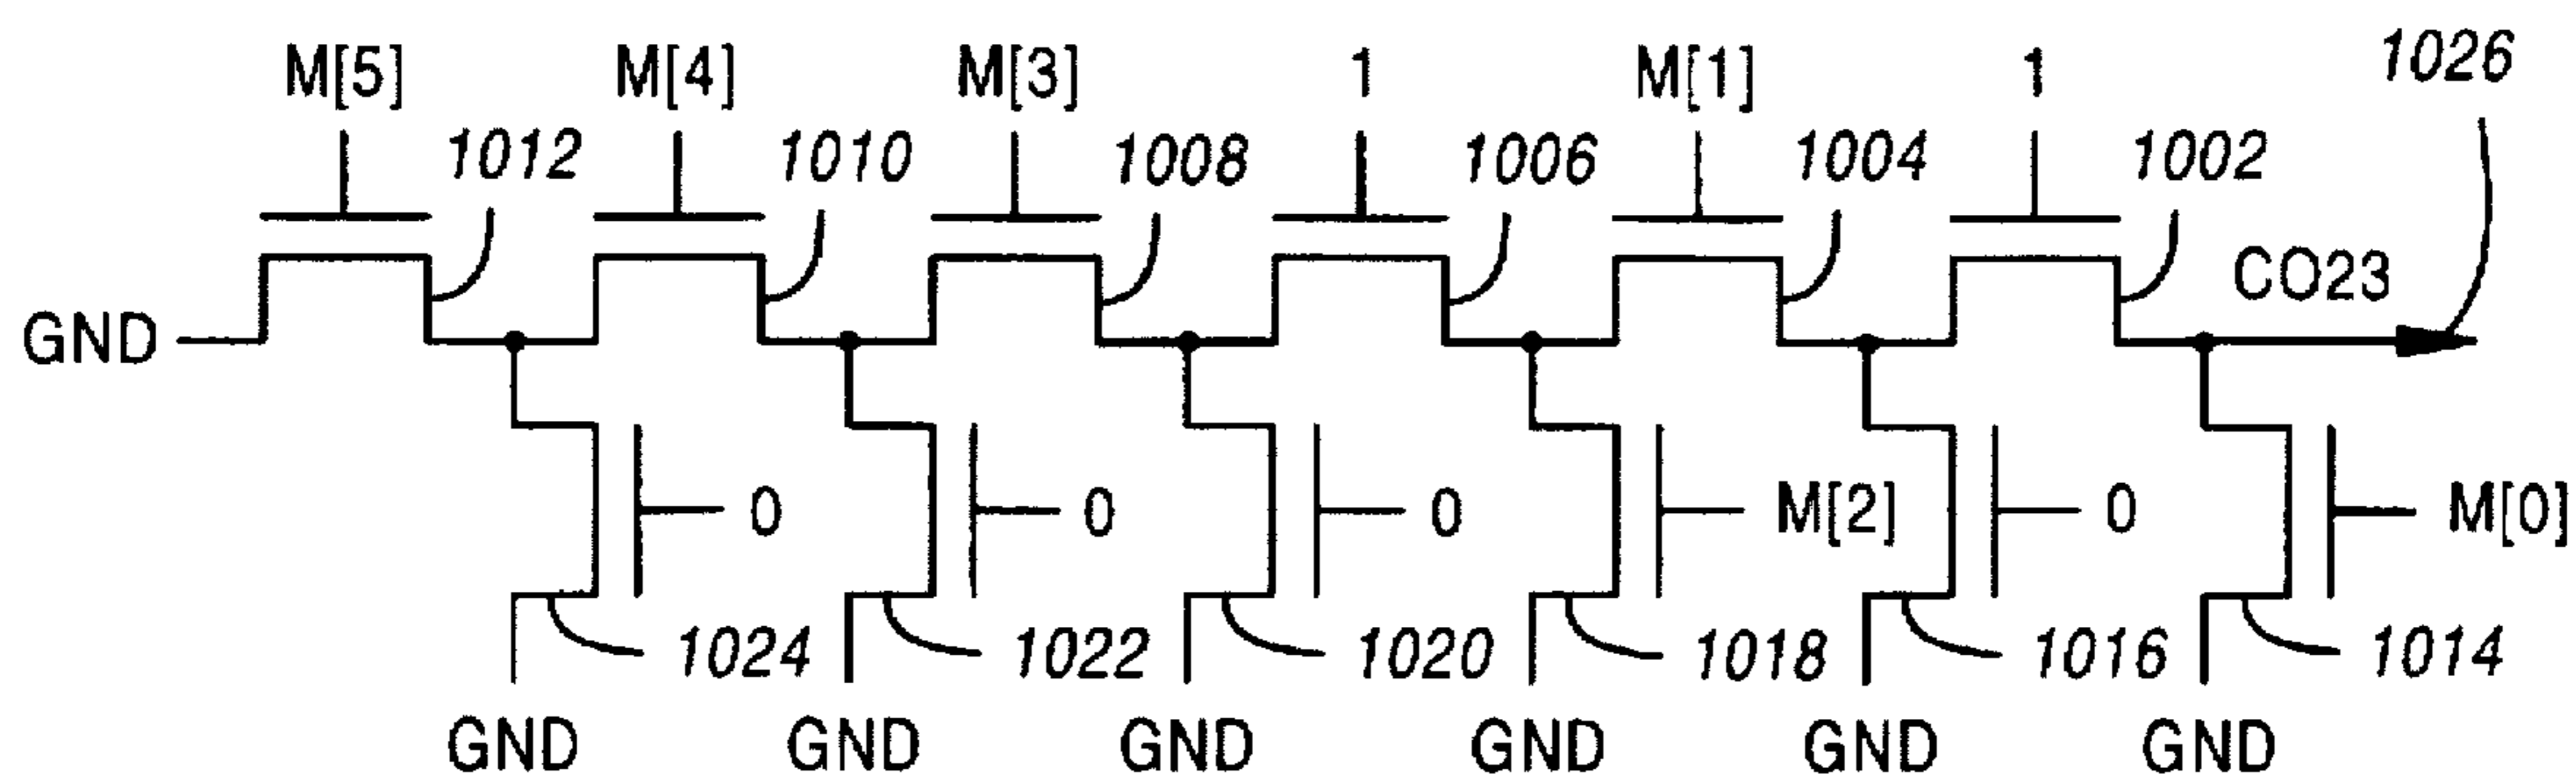 M[5] M[4] M[3] 1 M[1] 1 1026
1012 1010 1008 1006 1004 1002
CO23
GND
0 0 0 M[2] 0 M[0]
1024 1022 1020 1018 1016 1014
GND GND GND GND GND GND